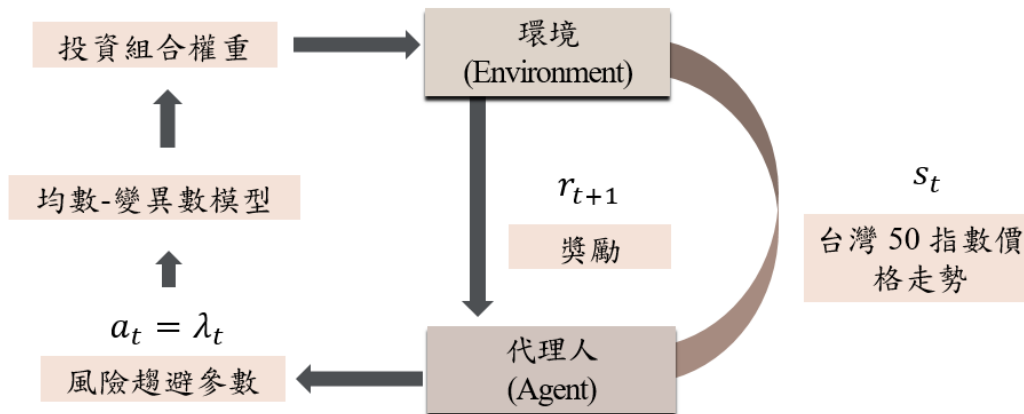 投資組合權重
環境
(Environment)
均數-變異數模型
r_{t+1}
獎勵
s_t
台灣 50 指數價
格走勢
a_t = λ_t
風險趨避參數
代理人
(Agent)